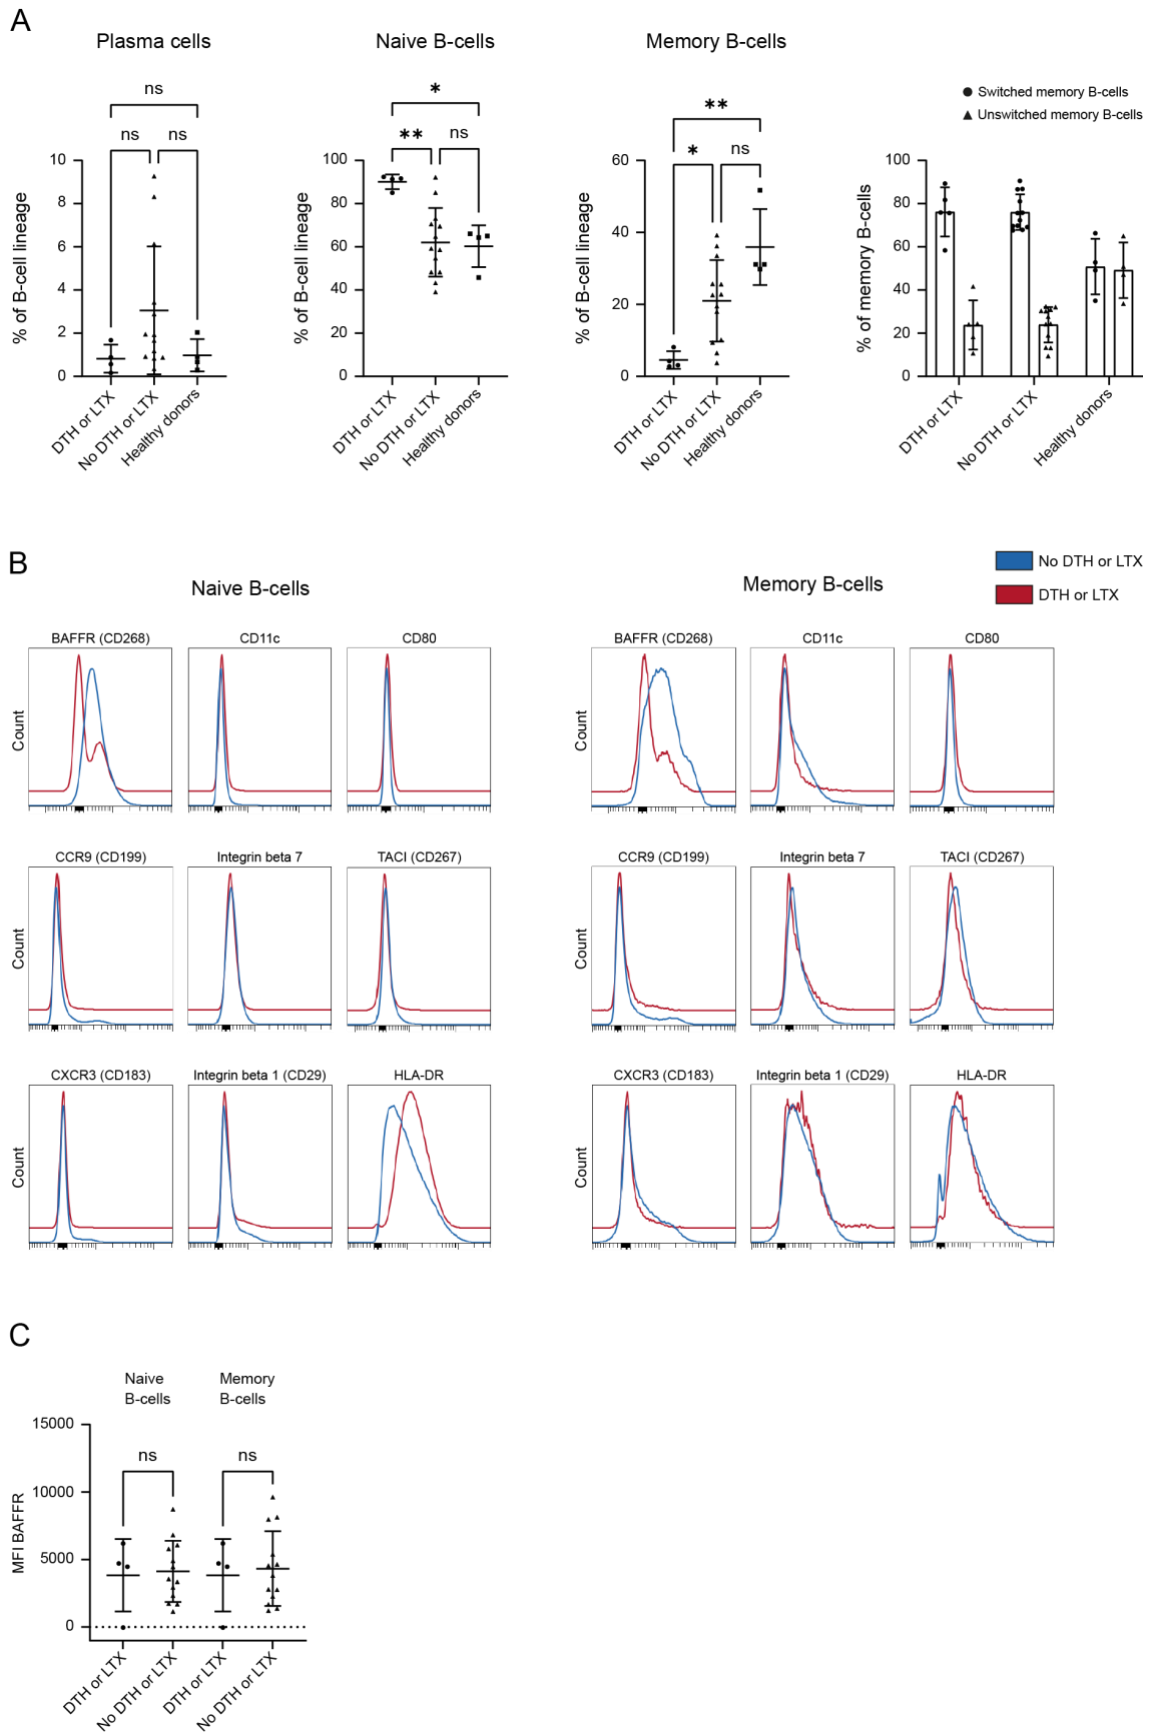 A
Plasma cells
Naive B-cells
Memory B-cells
ns
ns
ns
*
**
ns
**
*
ns
● Switched memory B-cells
▲ Unswitched memory B-cells
% of B-cell lineage
10
8
6
4
2
0
DTH or LTX
No DTH or LTX
Healthy donors
% of B-cell lineage
100
80
60
40
20
0
DTH or LTX
No DTH or LTX
Healthy donors
% of B-cell lineage
60
40
20
0
DTH or LTX
No DTH or LTX
Healthy donors
% of memory B-cells
100
80
60
40
20
0
DTH or LTX
No DTH or LTX
Healthy donors
B
Naive B-cells
Memory B-cells
No DTH or LTX
DTH or LTX
BAFFR (CD268)
CD11c
CD80
Count
CCR9 (CD199)
Integrin beta 7
TACI (CD267)
Count
CXCR3 (CD183)
Integrin beta 1 (CD29)
HLA-DR
Count
BAFFR (CD268)
CD11c
CD80
Count
CCR9 (CD199)
Integrin beta 7
TACI (CD267)
Count
CXCR3 (CD183)
Integrin beta 1 (CD29)
HLA-DR
Count
C
Naive
B-cells
Memory
B-cells
ns
ns
MFI BAFFR
15000
10000
5000
0
DTH or LTX
No DTH or LTX
DTH or LTX
No DTH or LTX